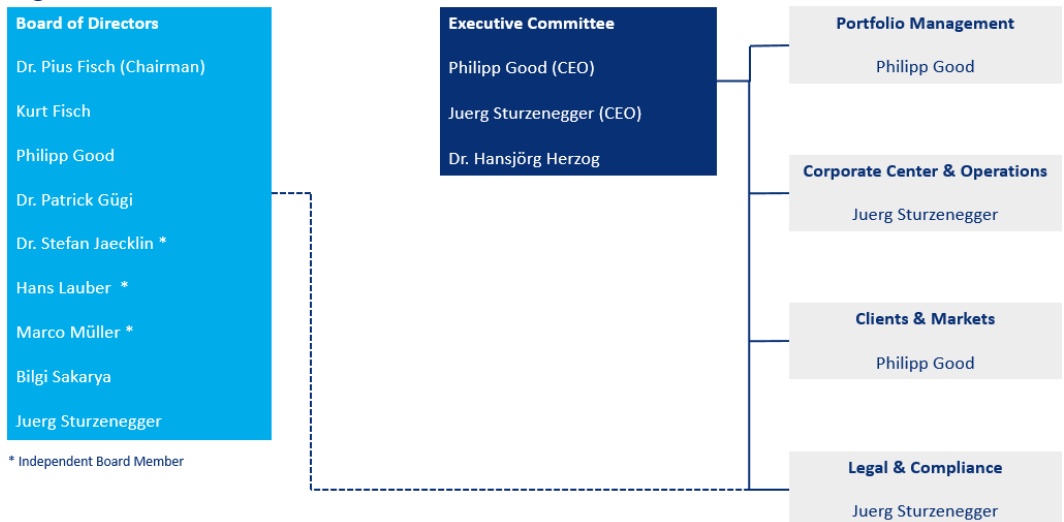 Board of Directors
Dr. Pius Fisch (Chairman)
Kurt Fisch
Philipp Good
Dr. Patrick Gügi
Dr. Stefan Jaecklin *
Hans Lauber *
Marco Müller *
Bilgi Sakarya
Juerg Sturzenegger
* Independent Board Member
Executive Committee
Philipp Good (CEO)
Juerg Sturzenegger (CEO)
Dr. Hansjörg Herzog
Portfolio Management
Philipp Good
Corporate Center & Operations
Juerg Sturzenegger
Clients & Markets
Philipp Good
Legal & Compliance
Juerg Sturzenegger